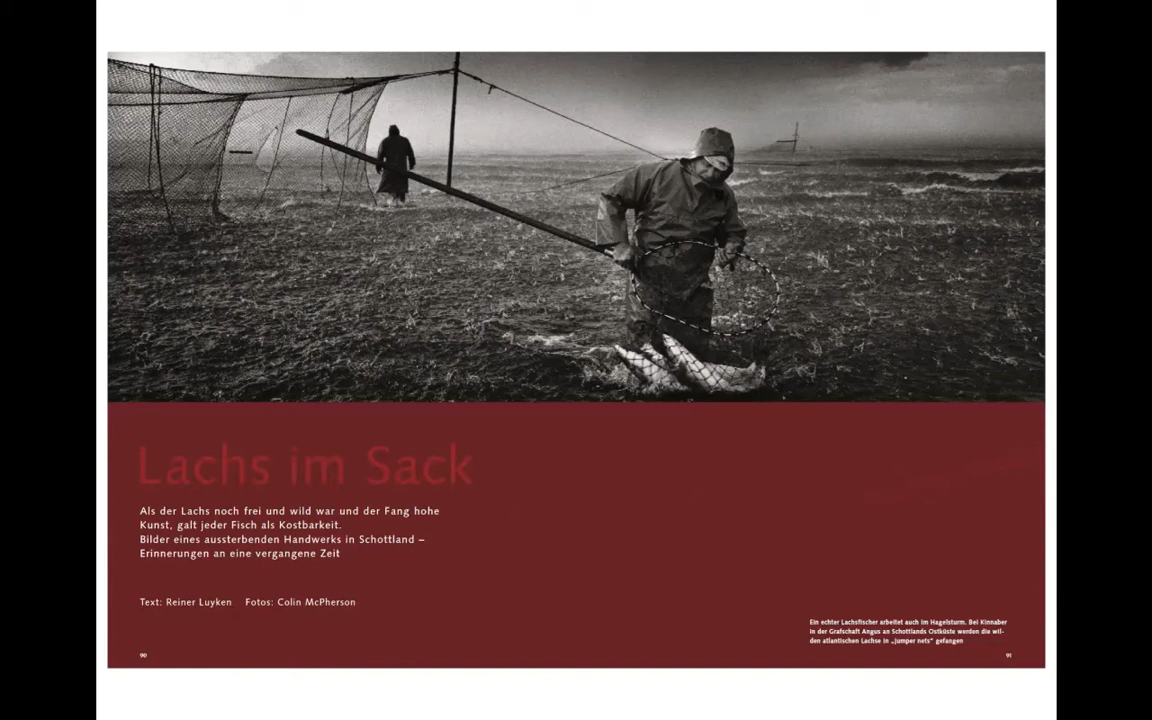 Lachs im Sack
Als der Lachs noch frei und wild war und der Fang hohe
Kunst, galt jeder Fisch als Kostbarkeit.
Bilder eines aussterbenden Handwerks in Schottland –
Erinnerungen an eine vergangene Zeit
Text: Reiner Luyken Fotos: Colin McPherson
Ein echter Lachsfischer arbeitet auch im Hagelsturm. Bei Kinnaber
in der Grafschaft Angus an Schottlands Ostküste werden die wil-
den atlantischen Lachse in „jumper nets“ gefangen
90
91